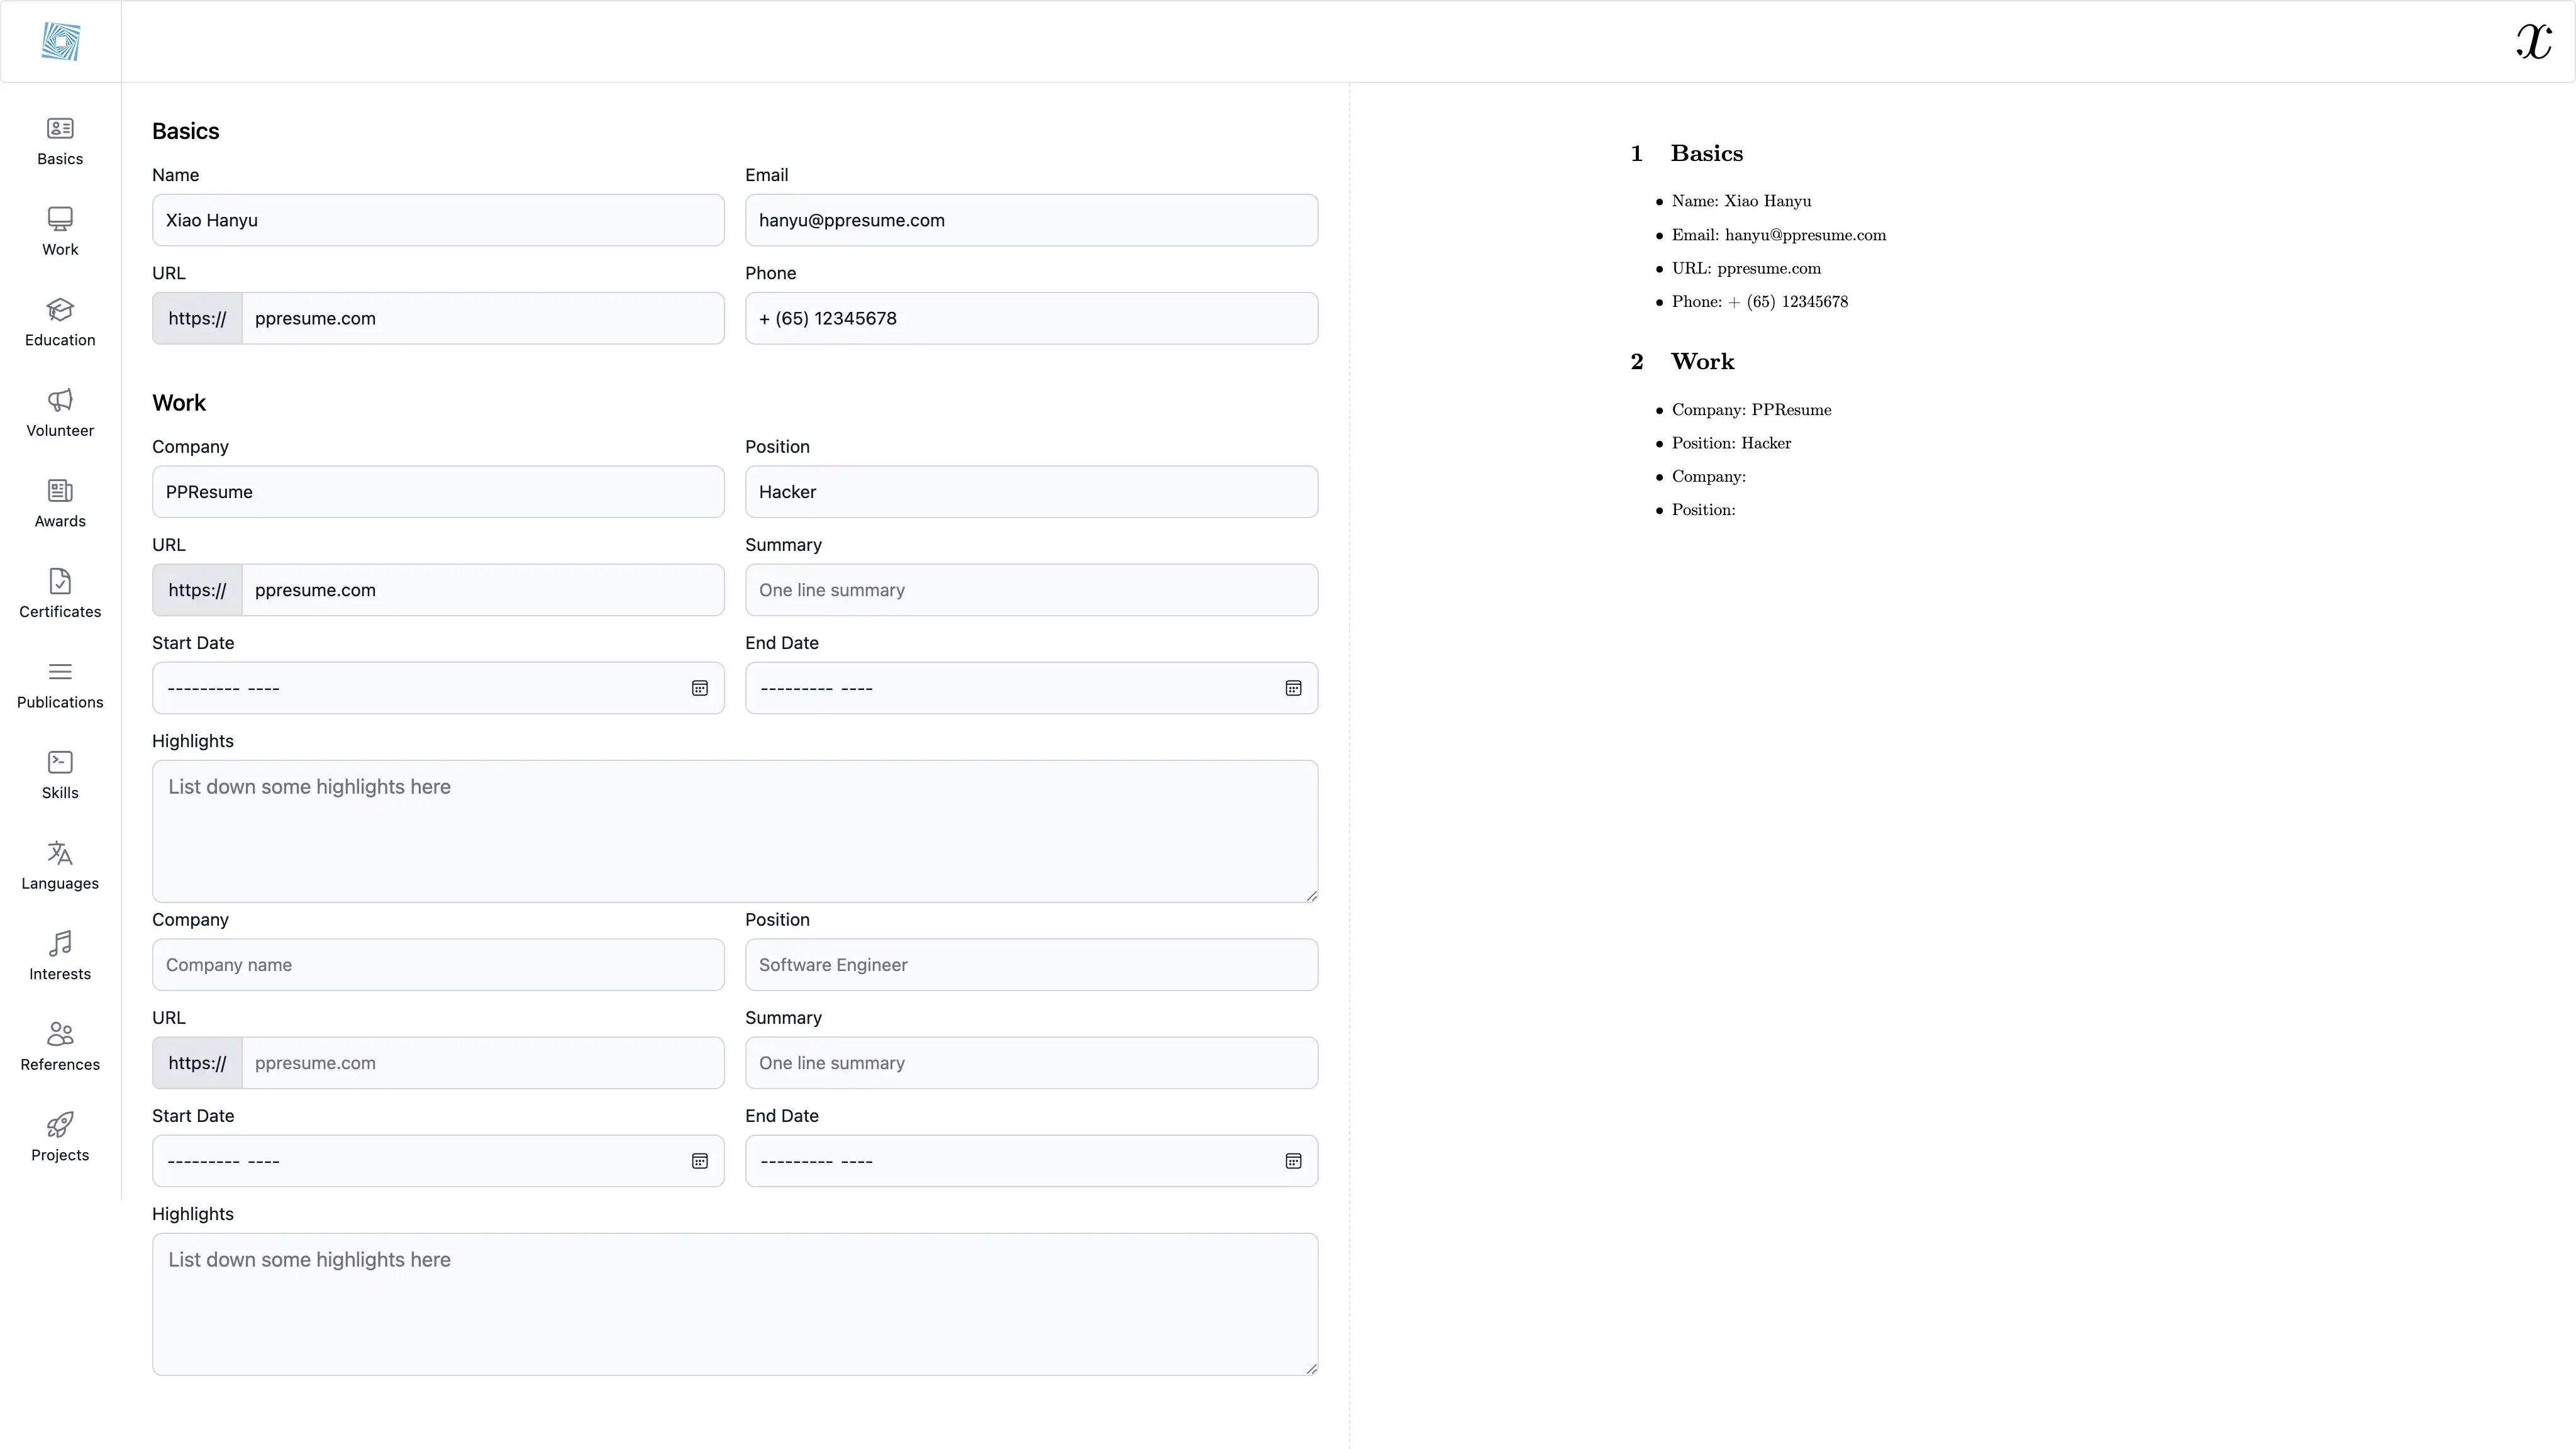 x
Basics
Work
Education
Volunteer
Awards
Certificates
Publications
Skills
Languages
Interests
References
Projects
Basics
Name Email
Xiao Hanyu hanyu@ppresume.com
URL Phone
https:// ppresume.com + (65) 12345678
Work
Company Position
PPResume Hacker
URL Summary
https:// ppresume.com One line summary
Start Date End Date
--------- ---- --------- ----
Highlights
List down some highlights here
Company Position
Company name Software Engineer
URL Summary
https:// ppresume.com One line summary
Start Date End Date
--------- ---- --------- ----
Highlights
List down some highlights here
1 Basics
• Name: Xiao Hanyu
• Email: hanyu@ppresume.com
• URL: ppresume.com
• Phone: + (65) 12345678
2 Work
• Company: PPResume
• Position: Hacker
• Company:
• Position: